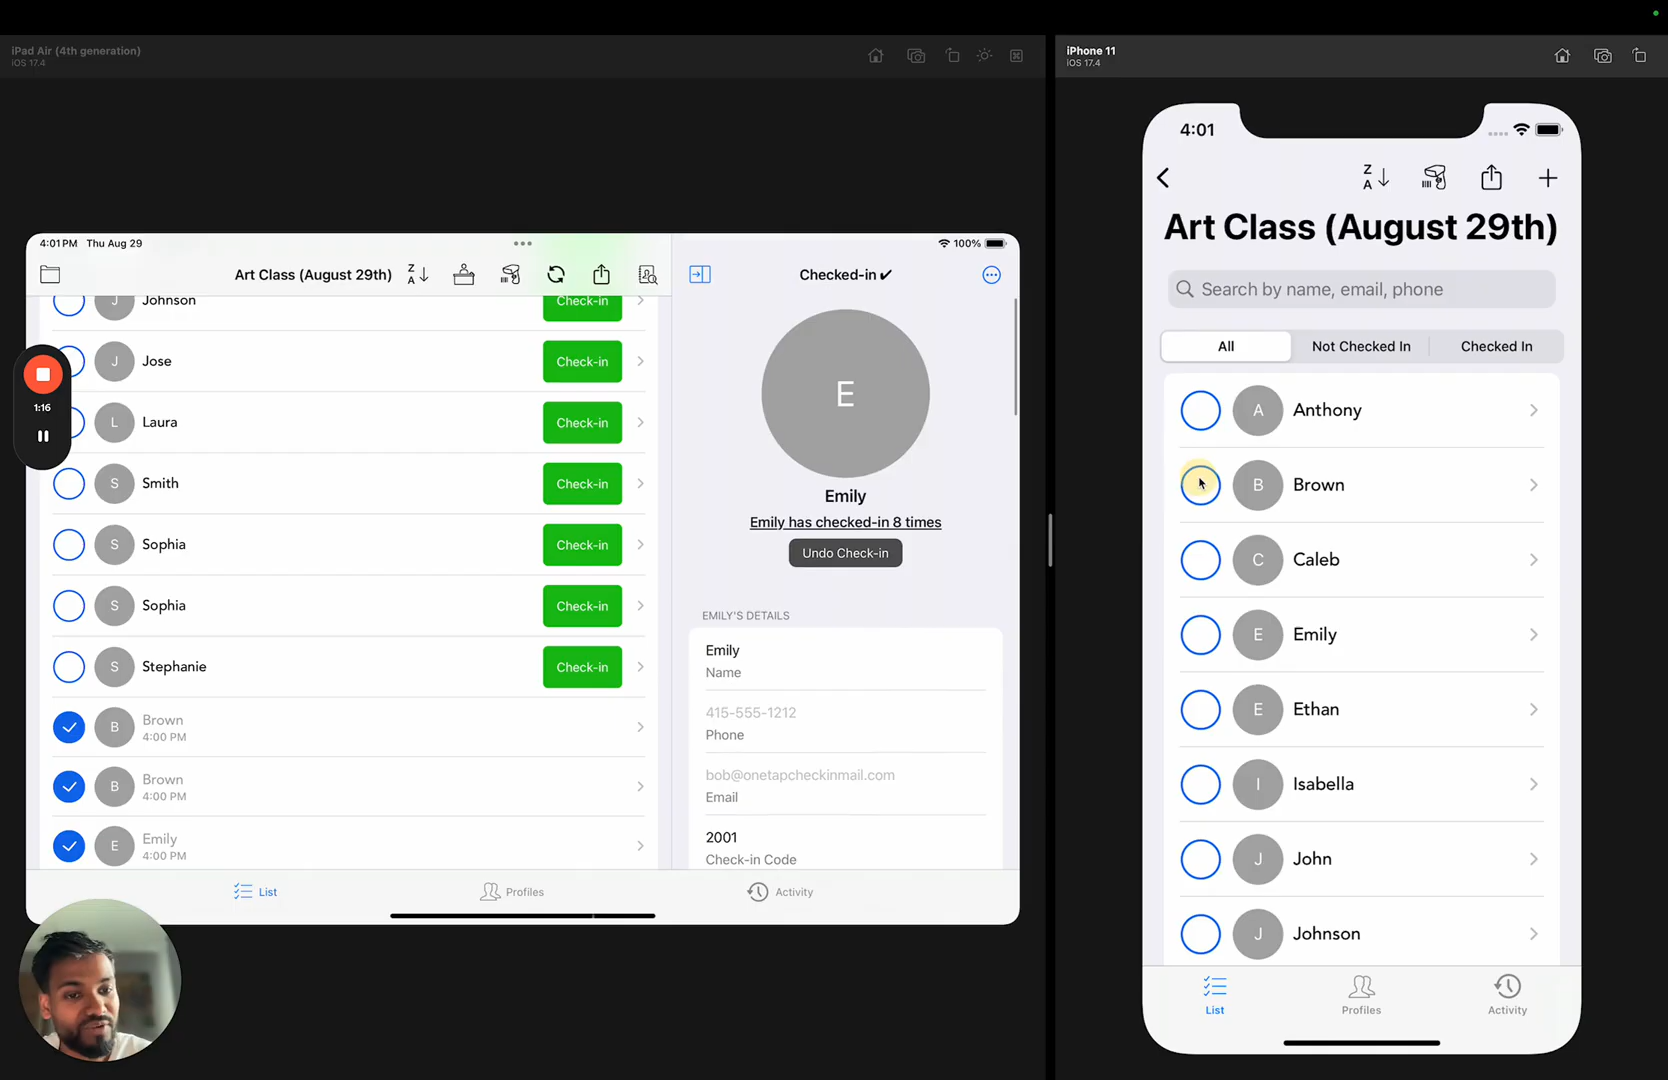 iPad Air (4th generation)
iOS 17.4
4:01 PM Thu Aug 29
100%
Art Class (August 29th)
Z
A
J
Johnson
Check-in
J
Jose
Check-in
L
Laura
Check-in
S
Smith
Check-in
S
Sophia
Check-in
S
Sophia
Check-in
S
Stephanie
Check-in
B
Brown
4:00 PM
B
Brown
4:00 PM
E
Emily
4:00 PM
1:16
Checked-in ✔
E
Emily
Emily has checked-in 8 times
Undo Check-in
EMILY'S DETAILS
Emily
Name
415-555-1212
Phone
bob@onetapcheckinmail.com
Email
2001
Check-in Code
List
Profiles
Activity
iPhone 11
iOS 17.4
4:01
Z
A
Art Class (August 29th)
Search by name, email, phone
All
Not Checked In
Checked In
A
Anthony
B
Brown
C
Caleb
E
Emily
E
Ethan
I
Isabella
J
John
J
Johnson
List
Profiles
Activity